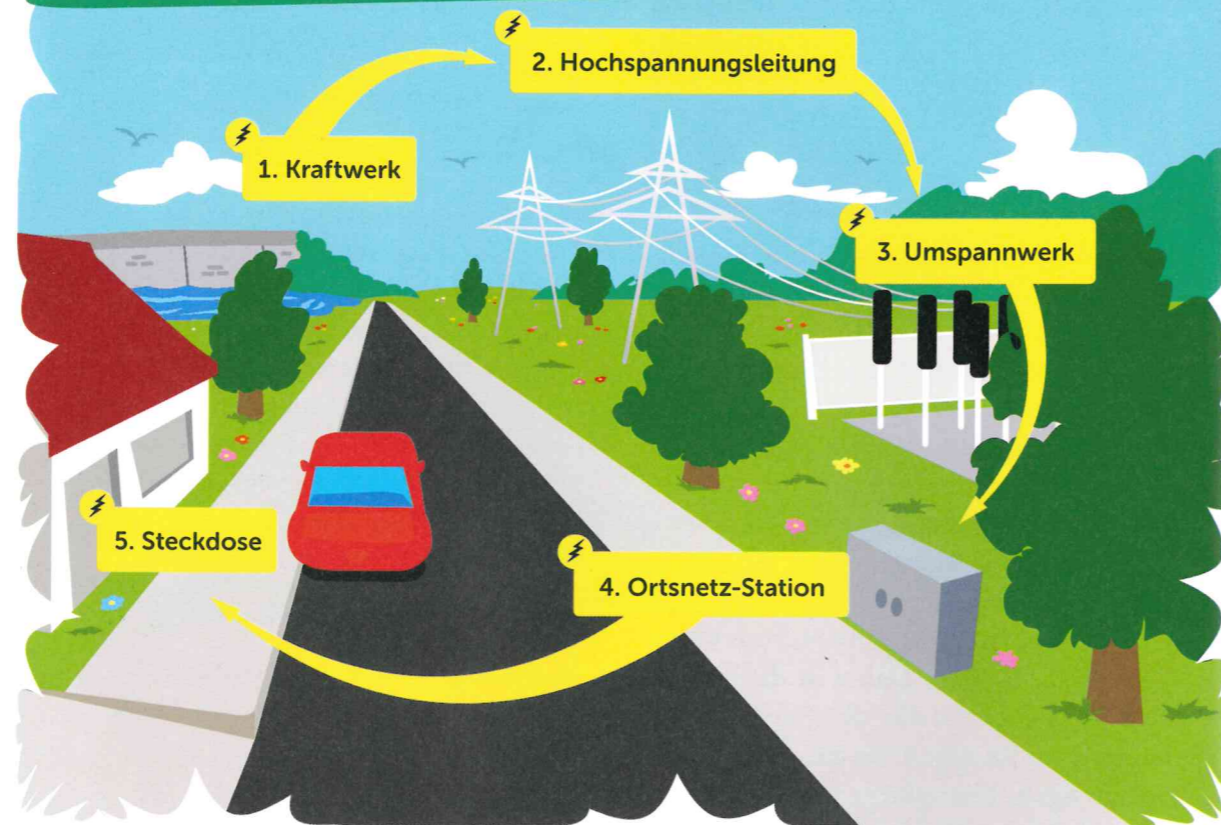 1. Kraftwerk
2. Hochspannungsleitung
3. Umspannwerk
4. Ortsnetz-Station
5. Steckdose